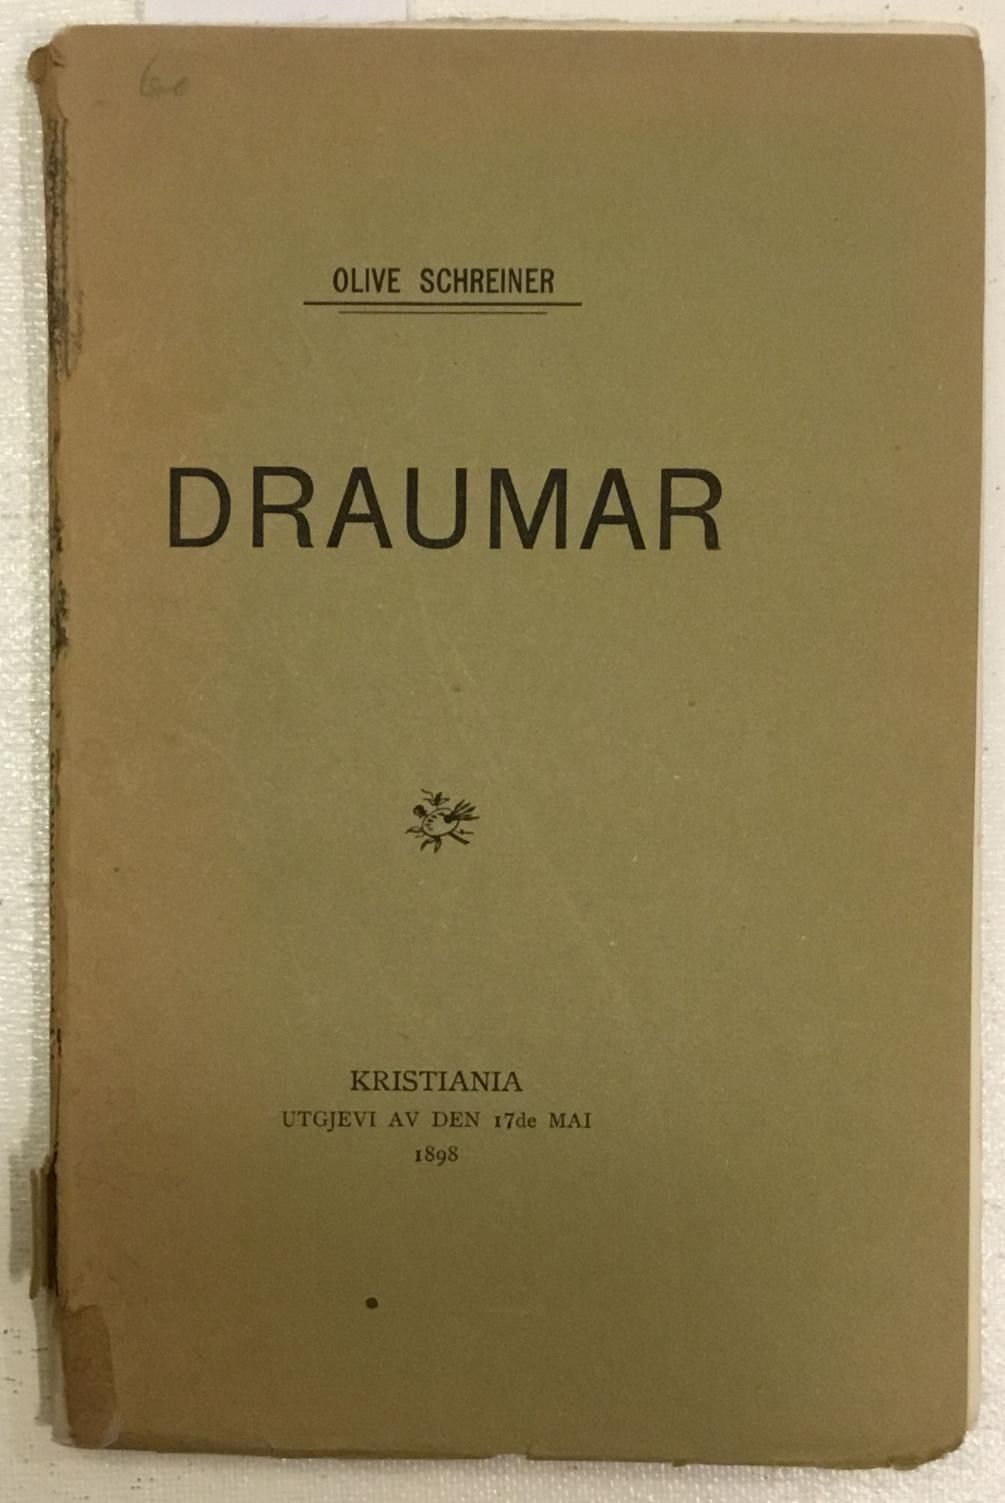 OLIVE SCHREINER
DRAUMAR
KRISTIANIA
UTGJEVI AV DEN 17de MAI
1898